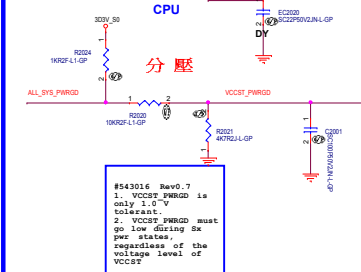 CPU
3D3V_S0
R2024
1KR2F-L1-GP
EC2020
SC22P50V2JN-L-GP
DY
分 壓
ALL_SYS_PWRGD
VCCST_PWRGD
R2020
10KR2F-L1-GP
R2021
4K7R2J-L-GP
C2001
SC100P50V2JN-L-GP
#543016 Rev0.7
1. VCCST_PWRGD is
only 1.0 V
tolerant.
2. VCCST_PWRGD must
go low during Sx
pwr states,
regardless of the
voltage level of
VCCST